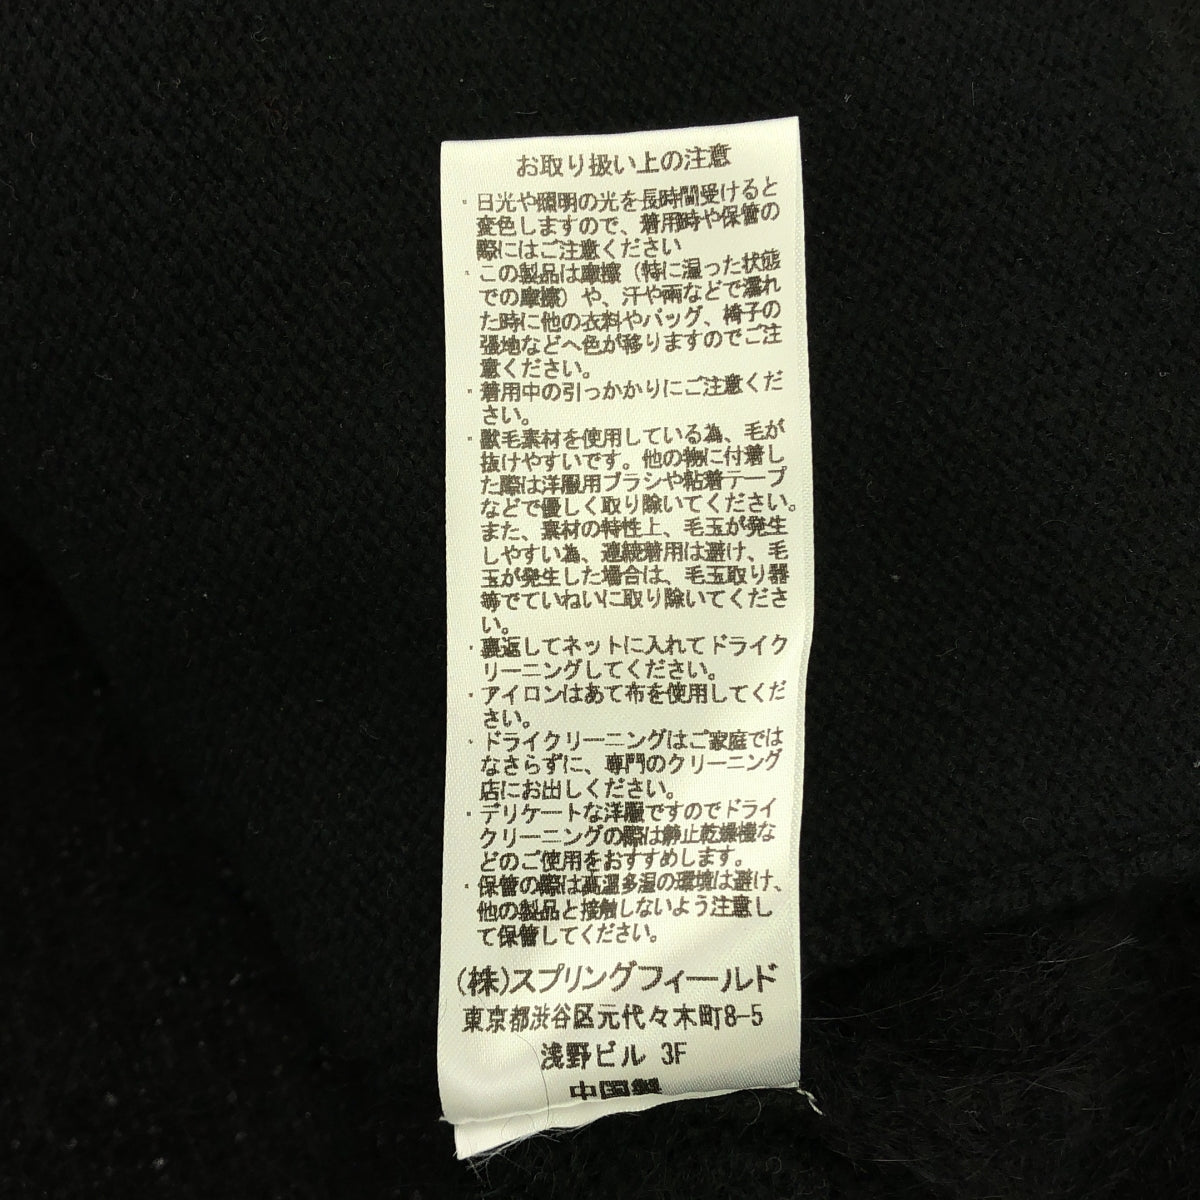 お取り扱い上の注意
・日光や照明の光を長時間受けると
変色しますので、着用時や保管の
際にはご注意ください
・この製品は摩擦（特に湿った状態
での摩擦）や、汗や雨などで濡れ
た時に他の衣料やバッグ、椅子の
張地などへ色が移りますのでご注
意ください。
・着用中の引っかかりにご注意くだ
さい。
・獣毛素材を使用している為、毛が
抜けやすいです。他の物に付着し
た際は洋服用ブラシや粘着テープ
などで優しく取り除いてください。
また、素材の特性上、毛玉が発生
しやすい為、連続着用は避け、毛
玉が発生した場合は、毛玉取り器
等でていねいに取り除いてくださ
い。
・裏返してネットに入れてドライク
リーニングしてください。
・アイロンはあて布を使用してくだ
さい。
・ドライクリーニングはご家庭では
なさらずに、専門のクリーニング
店にお出しください。
・デリケートな洋服ですのでドライ
クリーニングの際は静止乾燥機な
どのご使用をおすすめします。
・保管の際は高温多湿の環境は避け、
他の製品と接触しないよう注意し
て保管してください。
(株)スプリングフィールド
東京都渋谷区元代々木町8-5
浅野ビル 3F
中国製